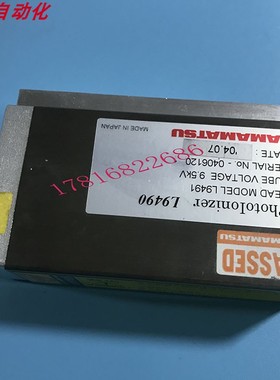 自动化
PhotoIonizer L9490
HEAD MODEL L9491
TUBE VOLTAGE 9.5kV
SERIAL No - 0406120
DATE : '04.07
HAMAMATSU
MADE IN JAPAN
PASSED
HAMAMATSU
17816822686